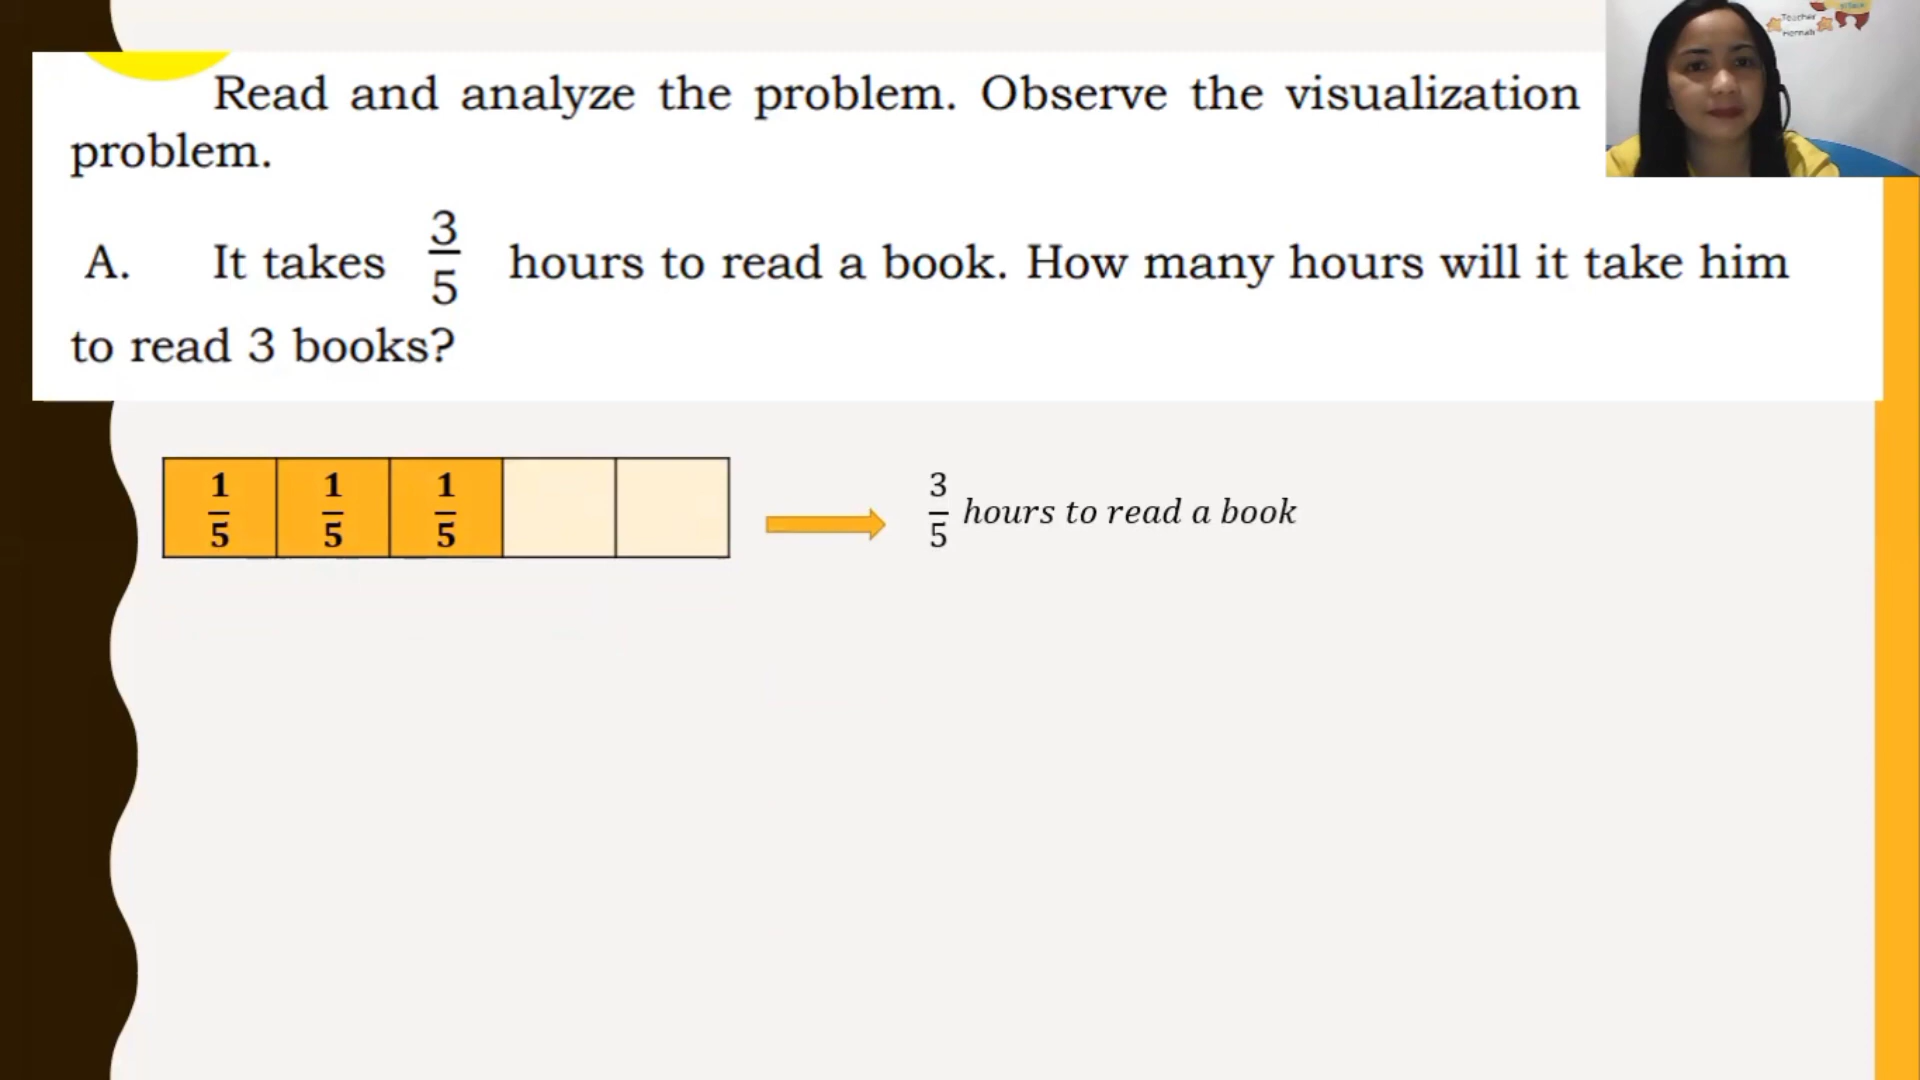 Teacher
Read and analyze the problem. Observe the visualization
problem.
A. It takes 3/5 hours to read a book. How many hours will it take him
to read 3 books?
1/5 1/5 1/5
3/5 hours to read a book